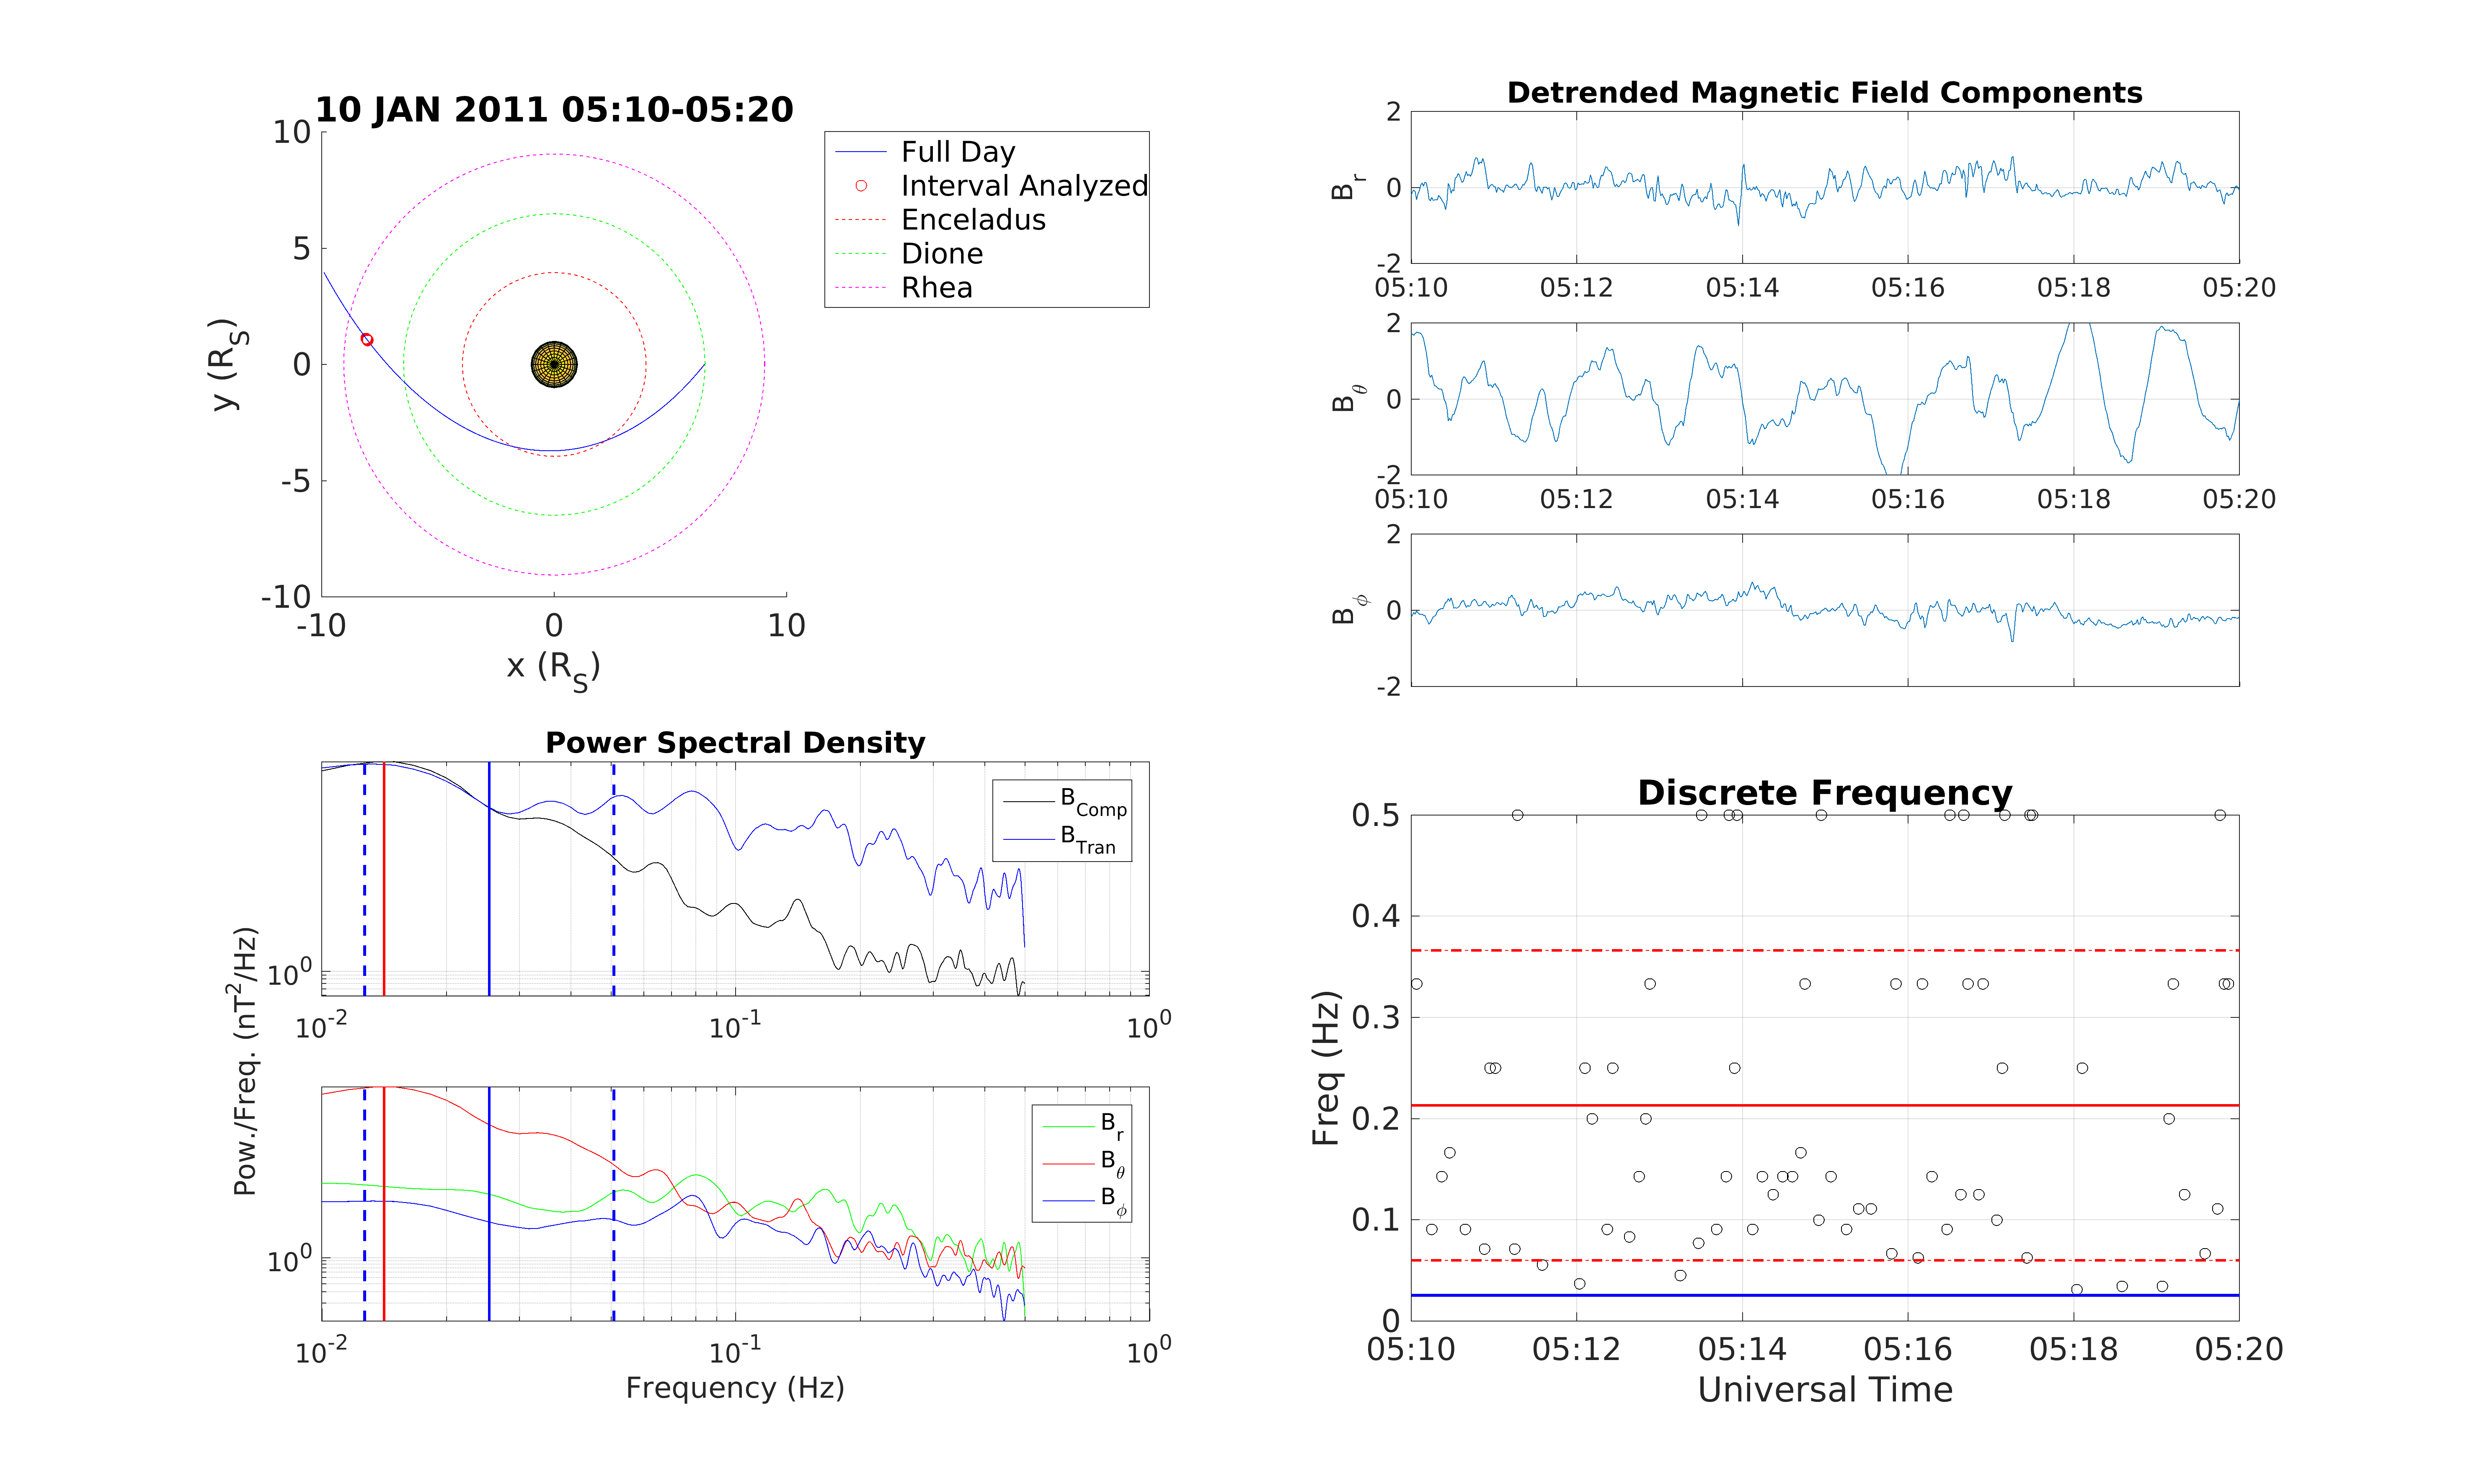 10 JAN 2011 05:10-05:20
10
5
0
-5
-10
-10 0 10
y (R_S)
x (R_S)
Full Day
Interval Analyzed
Enceladus
Dione
Rhea
Detrended Magnetic Field Components
2
0
-2
B_r
05:10 05:12 05:14 05:16 05:18 05:20
2
0
-2
B_θ
05:10 05:12 05:14 05:16 05:18 05:20
2
0
-2
B_ϕ
Power Spectral Density
B_Comp
B_Tran
10^0
10^-2 10^-1 10^0
Pow./Freq. (nT^2/Hz)
B_r
B_θ
B_ϕ
10^0
10^-2 10^-1 10^0
Frequency (Hz)
Discrete Frequency
0.5
0.4
0.3
0.2
0.1
0
Freq (Hz)
05:10 05:12 05:14 05:16 05:18 05:20
Universal Time